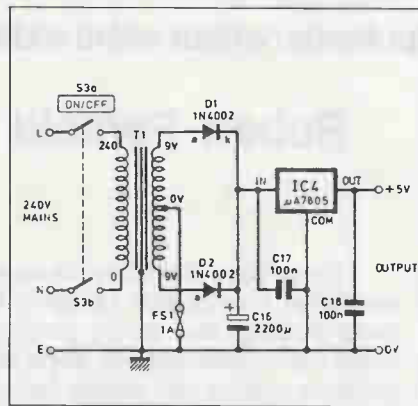 S3a
ON/OFF
L
240V
MAINS
N
S3b
E
T1
240
0
9V
0V
9V
D1
1N4002
a
k
D2
1N4002
a
FS1
1A
C16
2200µ
IN
IC4
µA7805
COM
OUT
C17
100n
C18
100n
+5V
OUTPUT
0V